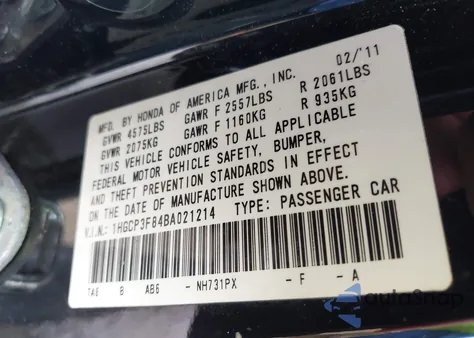 MFD. BY HONDA OF AMERICA MFG., INC. 02/'11
GVWR 4575LBS GAWR F 2557LBS R 2061LBS
GVWR 2075KG GAWR F 1160KG R 935KG
THIS VEHICLE CONFORMS TO ALL APPLICABLE
FEDERAL MOTOR VEHICLE SAFETY, BUMPER,
AND THEFT PREVENTION STANDARDS IN EFFECT
ON THE DATE OF MANUFACTURE SHOWN ABOVE.
V.I.N.: 1HGCP3F84BA021214 TYPE: PASSENGER CAR
TA6 B AB6 - NH731PX - F - A
autoSnap